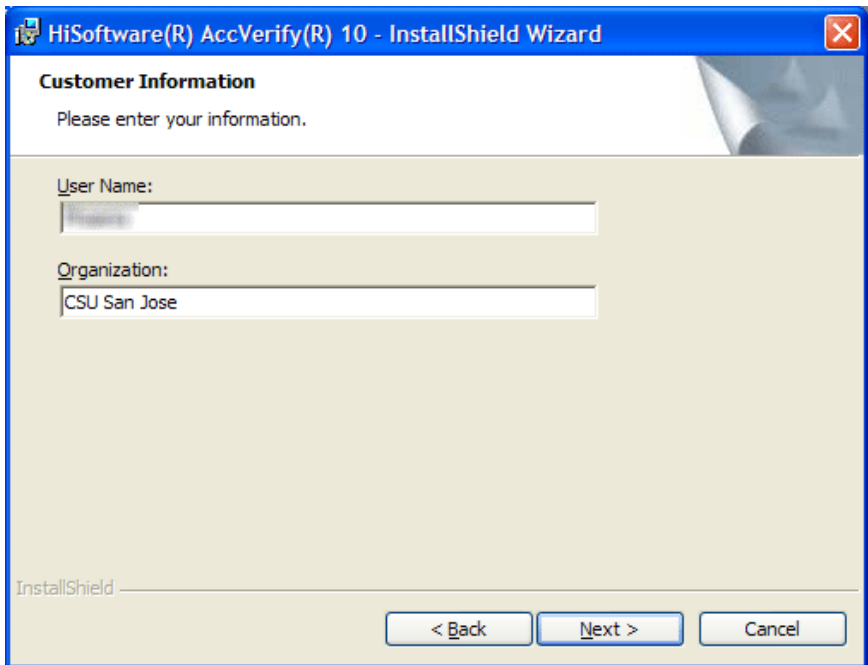 HiSoftware(R) AccVerify(R) 10 - InstallShield Wizard
Customer Information
Please enter your information.
User Name:
Organization:
CSU San Jose
InstallShield
< Back Next > Cancel